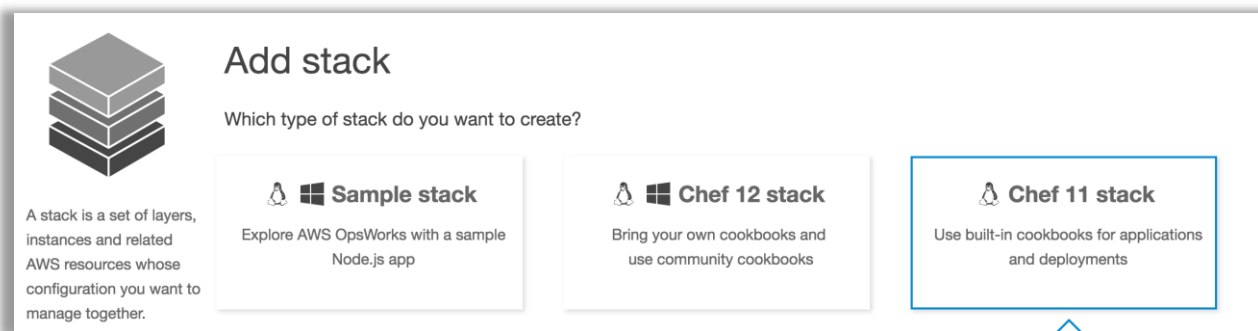 Add stack
Which type of stack do you want to create?
A stack is a set of layers,
instances and related
AWS resources whose
configuration you want to
manage together.
Sample stack
Explore AWS OpsWorks with a sample
Node.js app
Chef 12 stack
Bring your own cookbooks and
use community cookbooks
Chef 11 stack
Use built-in cookbooks for applications
and deployments